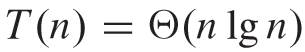 T(n) = Θ(n lg n)